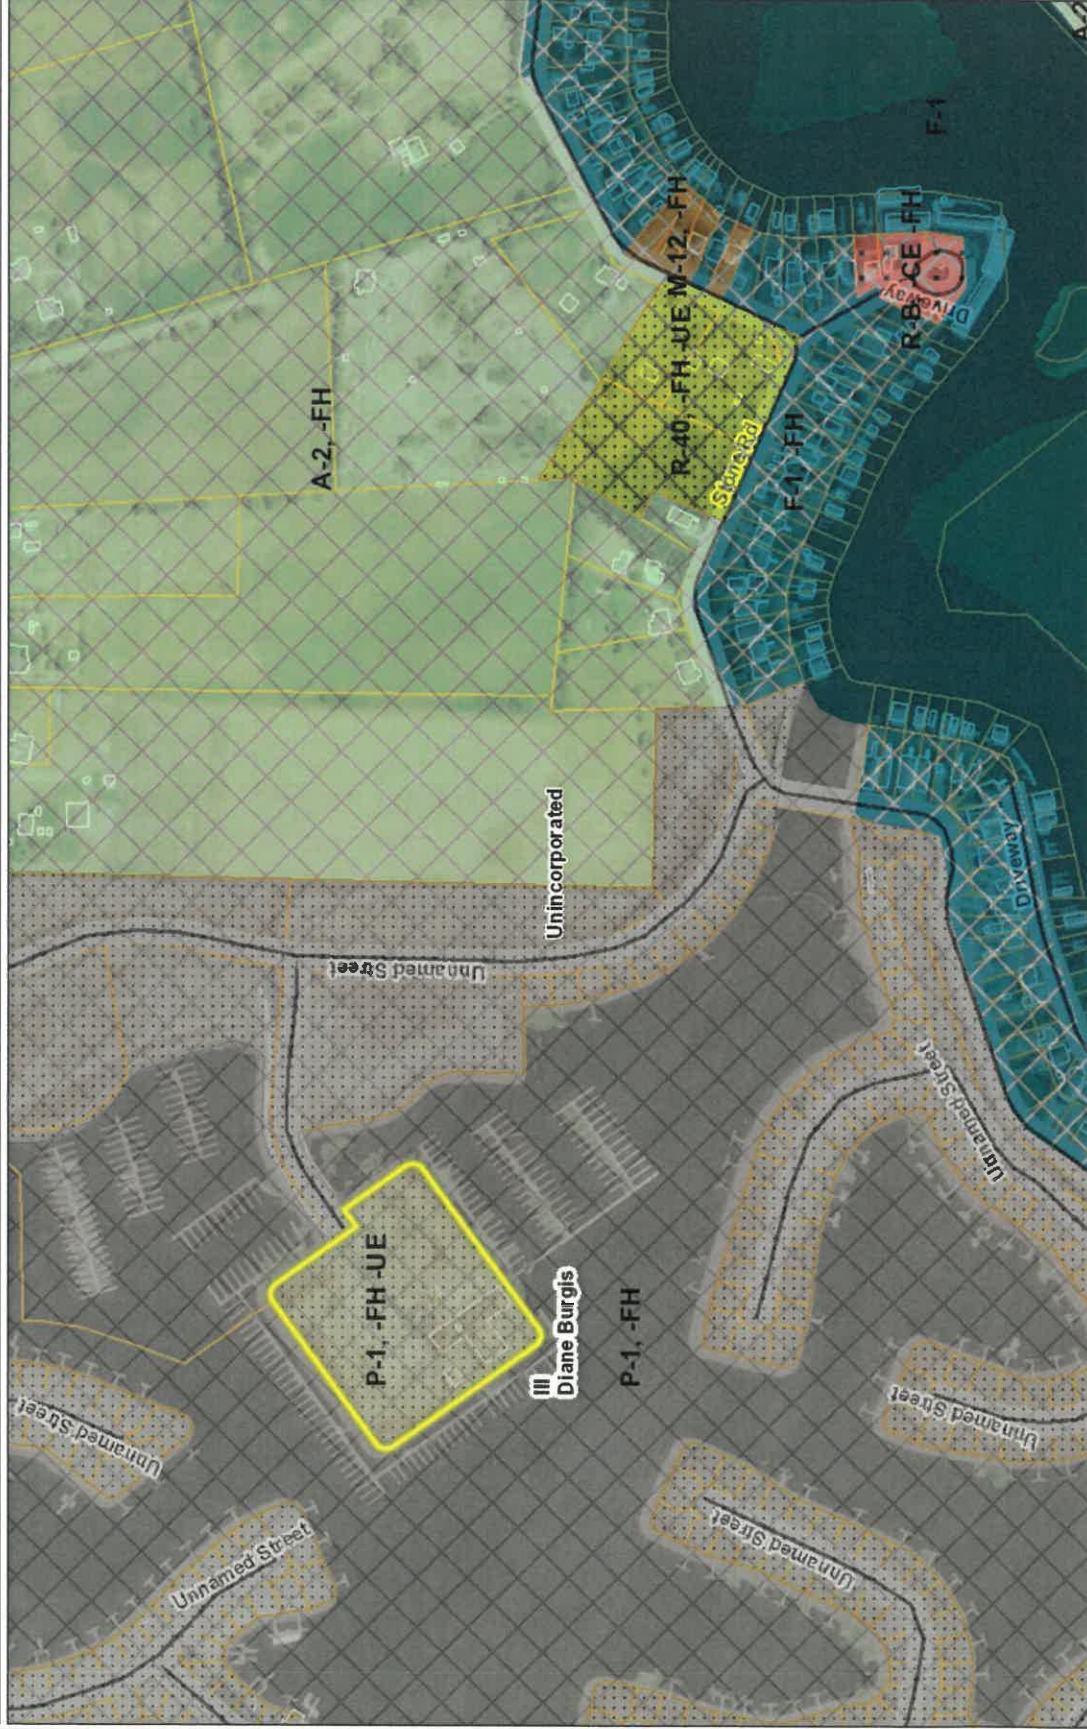 A-2, -FH
F-1
R-40, -FH -UE
M-12, -FH
R-B, -CE -FH
Driveway
Stone Rd
F-1, -FH
Unincorporated
Unnamed Street
Driveway
Unnamed Street
P-1, -FH -UE
III
Diane Burgis
P-1, -FH
Unnamed Street
Unnamed Street
Unnamed Street
Unnamed Street